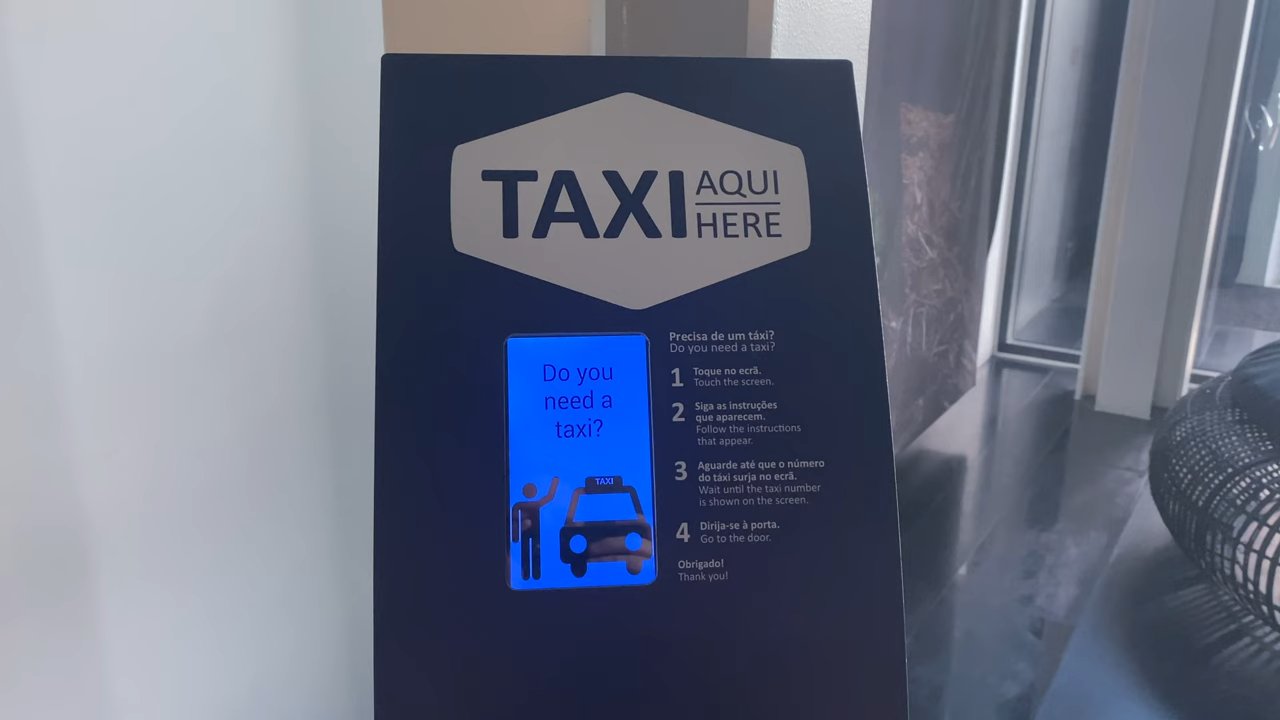 TAXI AQUI
HERE
Do you
need a
taxi?
TAXI
Precisa de um táxi?
Do you need a taxi?
1 Toque no ecrã.
Touch the screen.
2 Siga as instruções
que aparecem.
Follow the instructions
that appear.
3 Aguarde até que o número
do táxi surja no ecrã.
Wait until the taxi number
is shown on the screen.
4 Dirija-se à porta.
Go to the door.
Obrigado!
Thank you!